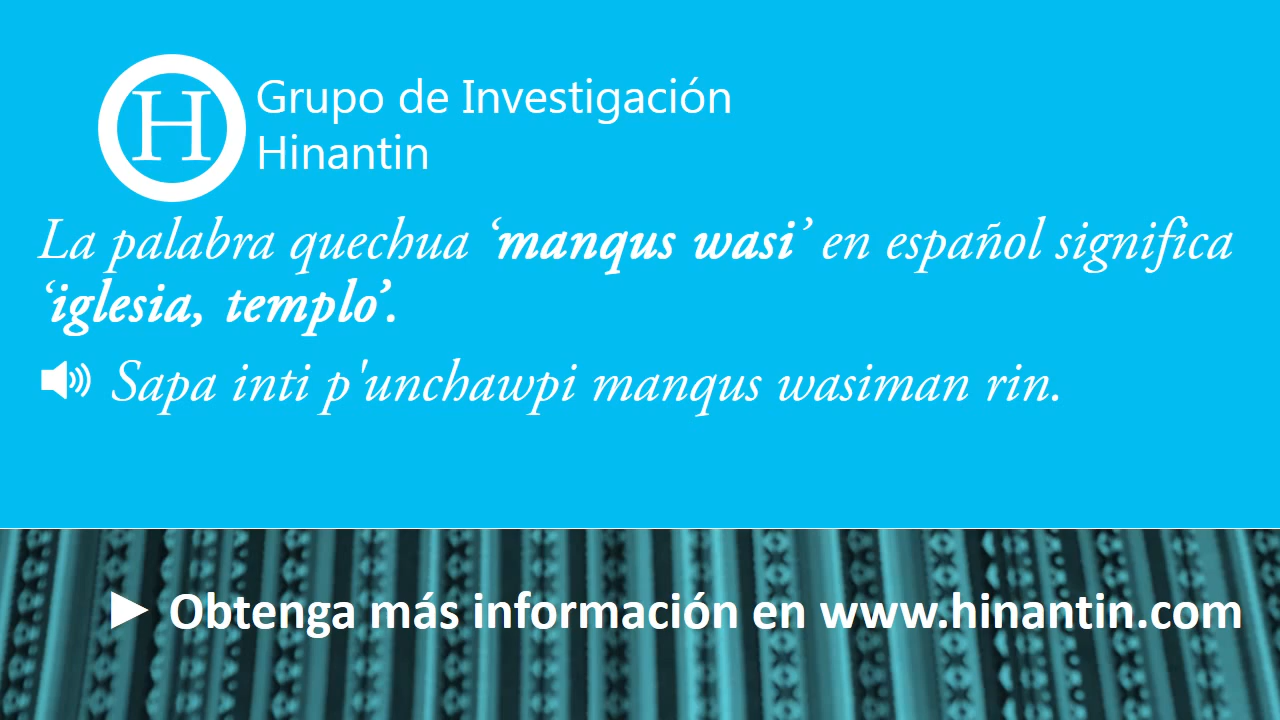 H
Grupo de Investigación
Hinantin
La palabra quechua ‘manqus wasi’ en español significa
‘iglesia, templo’.
Sapa inti p'unchawpi manqus wasiman rin.
Obtenga más información en www.hinantin.com